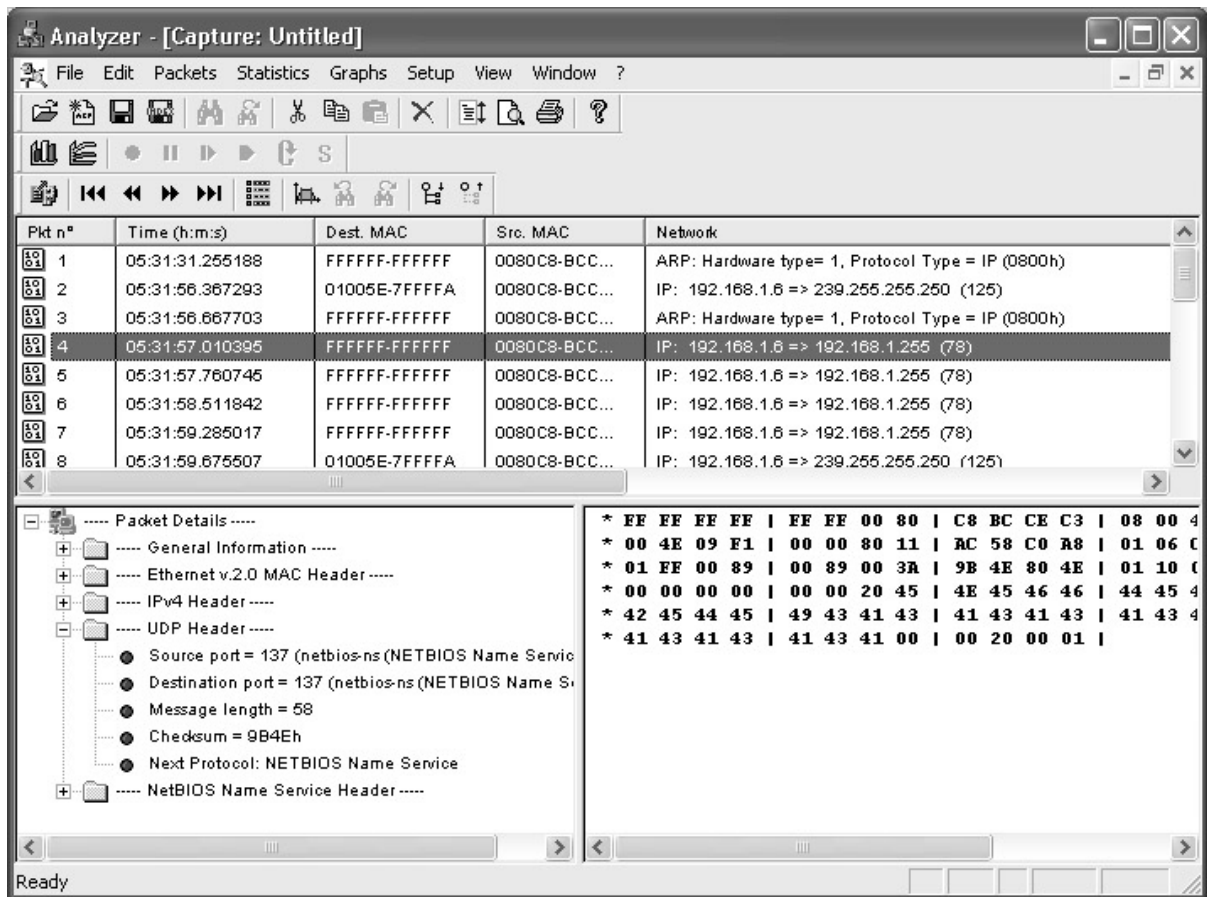 Analyzer - [Capture: Untitled]
File Edit Packets Statistics Graphs Setup View Window ?
Pkt n° Time (h:m:s) Dest. MAC Src. MAC Network
1 05:31:31.255188 FFFFFF-FFFFFF 0080C8-BCC... ARP: Hardware type= 1, Protocol Type = IP (0800h)
2 05:31:56.367293 01005E-7FFFFA 0080C8-BCC... IP: 192.168.1.6 => 239.255.255.250 (125)
3 05:31:56.667703 FFFFFF-FFFFFF 0080C8-BCC... ARP: Hardware type= 1, Protocol Type = IP (0800h)
4 05:31:57.010395 FFFFFF-FFFFFF 0080C8-BCC... IP: 192.168.1.6 => 192.168.1.255 (78)
5 05:31:57.760745 FFFFFF-FFFFFF 0080C8-BCC... IP: 192.168.1.6 => 192.168.1.255 (78)
6 05:31:58.511842 FFFFFF-FFFFFF 0080C8-BCC... IP: 192.168.1.6 => 192.168.1.255 (78)
7 05:31:59.285017 FFFFFF-FFFFFF 0080C8-BCC... IP: 192.168.1.6 => 192.168.1.255 (78)
8 05:31:59.675507 01005E-7FFFFA 0080C8-BCC... IP: 192.168.1.6 => 239.255.255.250 (125)
----- Packet Details -----
----- General Information -----
----- Ethernet v.2.0 MAC Header -----
----- IPv4 Header -----
----- UDP Header -----
Source port = 137 (netbios-ns (NETBIOS Name Servic
Destination port = 137 (netbios-ns (NETBIOS Name S
Message length = 58
Checksum = 9B4Eh
Next Protocol: NETBIOS Name Service
----- NetBIOS Name Service Header -----
* FF FF FF FF | FF FF 00 80 | C8 BC CE C3 | 08 00 4
* 00 4E 09 F1 | 00 00 80 11 | AC 58 C0 A8 | 01 06
* 01 FF 00 89 | 00 89 00 3A | 9B 4E 80 4E | 01 10
* 00 00 00 00 | 00 00 20 45 | 4E 45 46 46 | 44 45 4
* 42 45 44 45 | 49 43 41 43 | 41 43 41 43 | 41 43 4
* 41 43 41 43 | 41 43 41 00 | 00 20 00 01 |
Ready